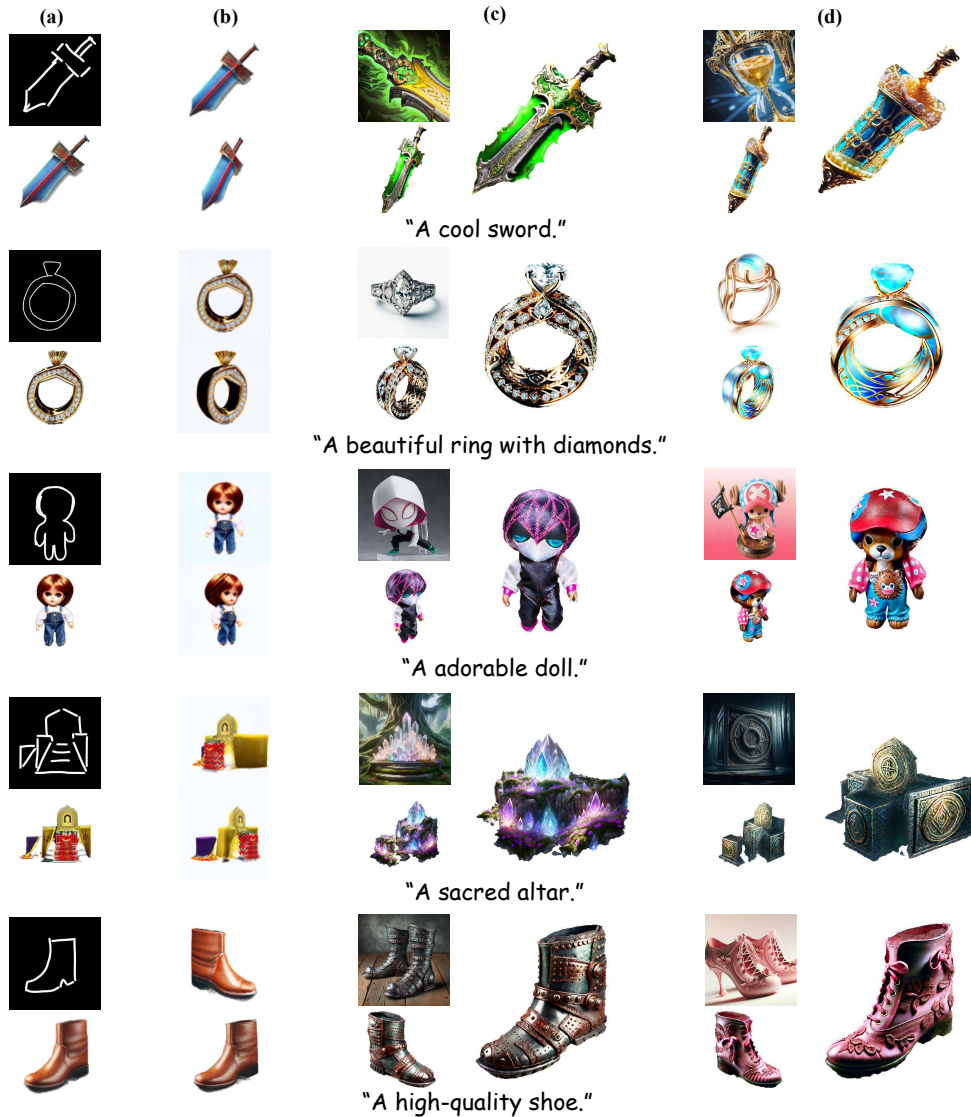 (a) (b) (c) (d)
“A cool sword.”
“A beautiful ring with diamonds.”
“A adorable doll.”
“A sacred altar.”
“A high-quality shoe.”